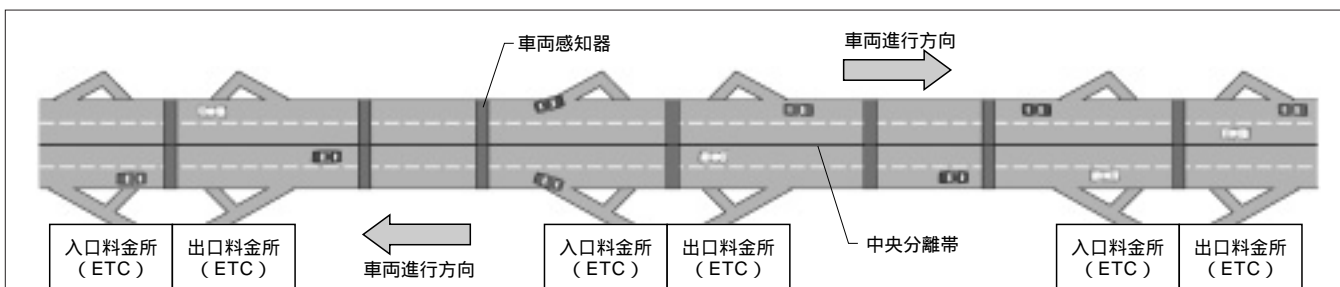 車両感知器
車両進行方向
入口料金所
（ETC）
出口料金所
（ETC）
車両進行方向
入口料金所
（ETC）
出口料金所
（ETC）
中央分離帯
入口料金所
（ETC）
出口料金所
（ETC）